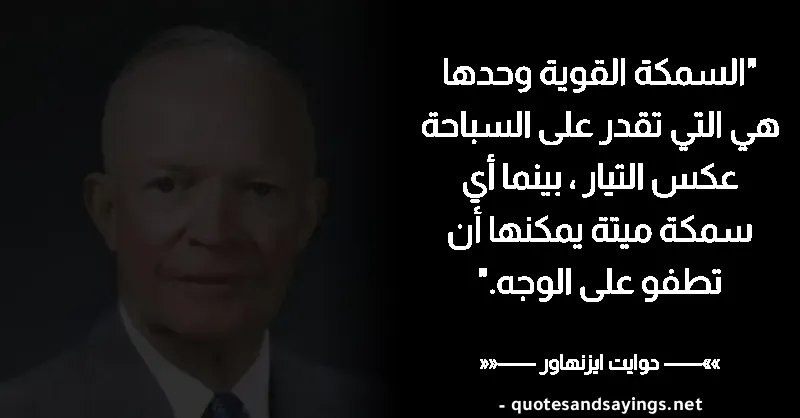 "السمكة القوية وحدها
هي التي تقدر على السباحة
عكس التيار ، بينما أي
سمكة ميتة يمكنها أن
تطفو على الوجه."
»»—— حوايت ايزنهاور ——««
- quotesandsayings.net